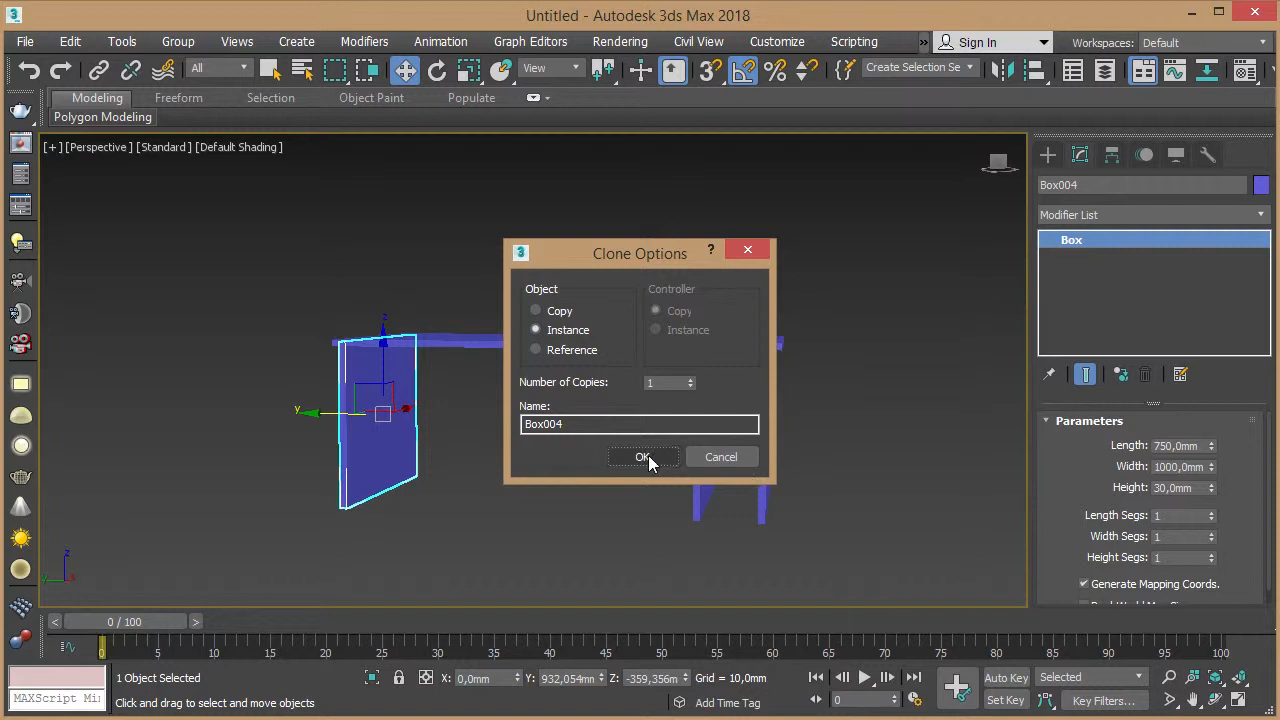 3 Untitled - Autodesk 3ds Max 2018
File Edit Tools Group Views Create Modifiers Animation Graph Editors Rendering Civil View Customize Scripting » Sign In Workspaces: Default
All View 3 Create Selection Se
Modeling Freeform Selection Object Paint Populate
Polygon Modeling
[+] [Perspective] [Standard] [Default Shading]
Box004
Modifier List
Box
3 Clone Options ?
Object
Copy
Instance
Reference
Controller
Copy
Instance
Number of Copies: 1
Name:
Box004
OK Cancel
z
y
z
y
x
Parameters
Length: 750,0mm
Width: 1000,0mm
Height: 30,0mm
Length Segs: 1
Width Segs: 1
Height Segs: 1
Generate Mapping Coords.
< 0 / 100 >
0 5 10 15 20 25 30 35 40 45 50 55 60 65 70 75 80 85 90 95 100
1 Object Selected X: 0,0mm Y: 932,054mm Z: -359,356m Grid = 10,0mm Auto Key Selected
MAXScript Mi
Click and drag to select and move objects Add Time Tag 0 Set Key Key Filters...